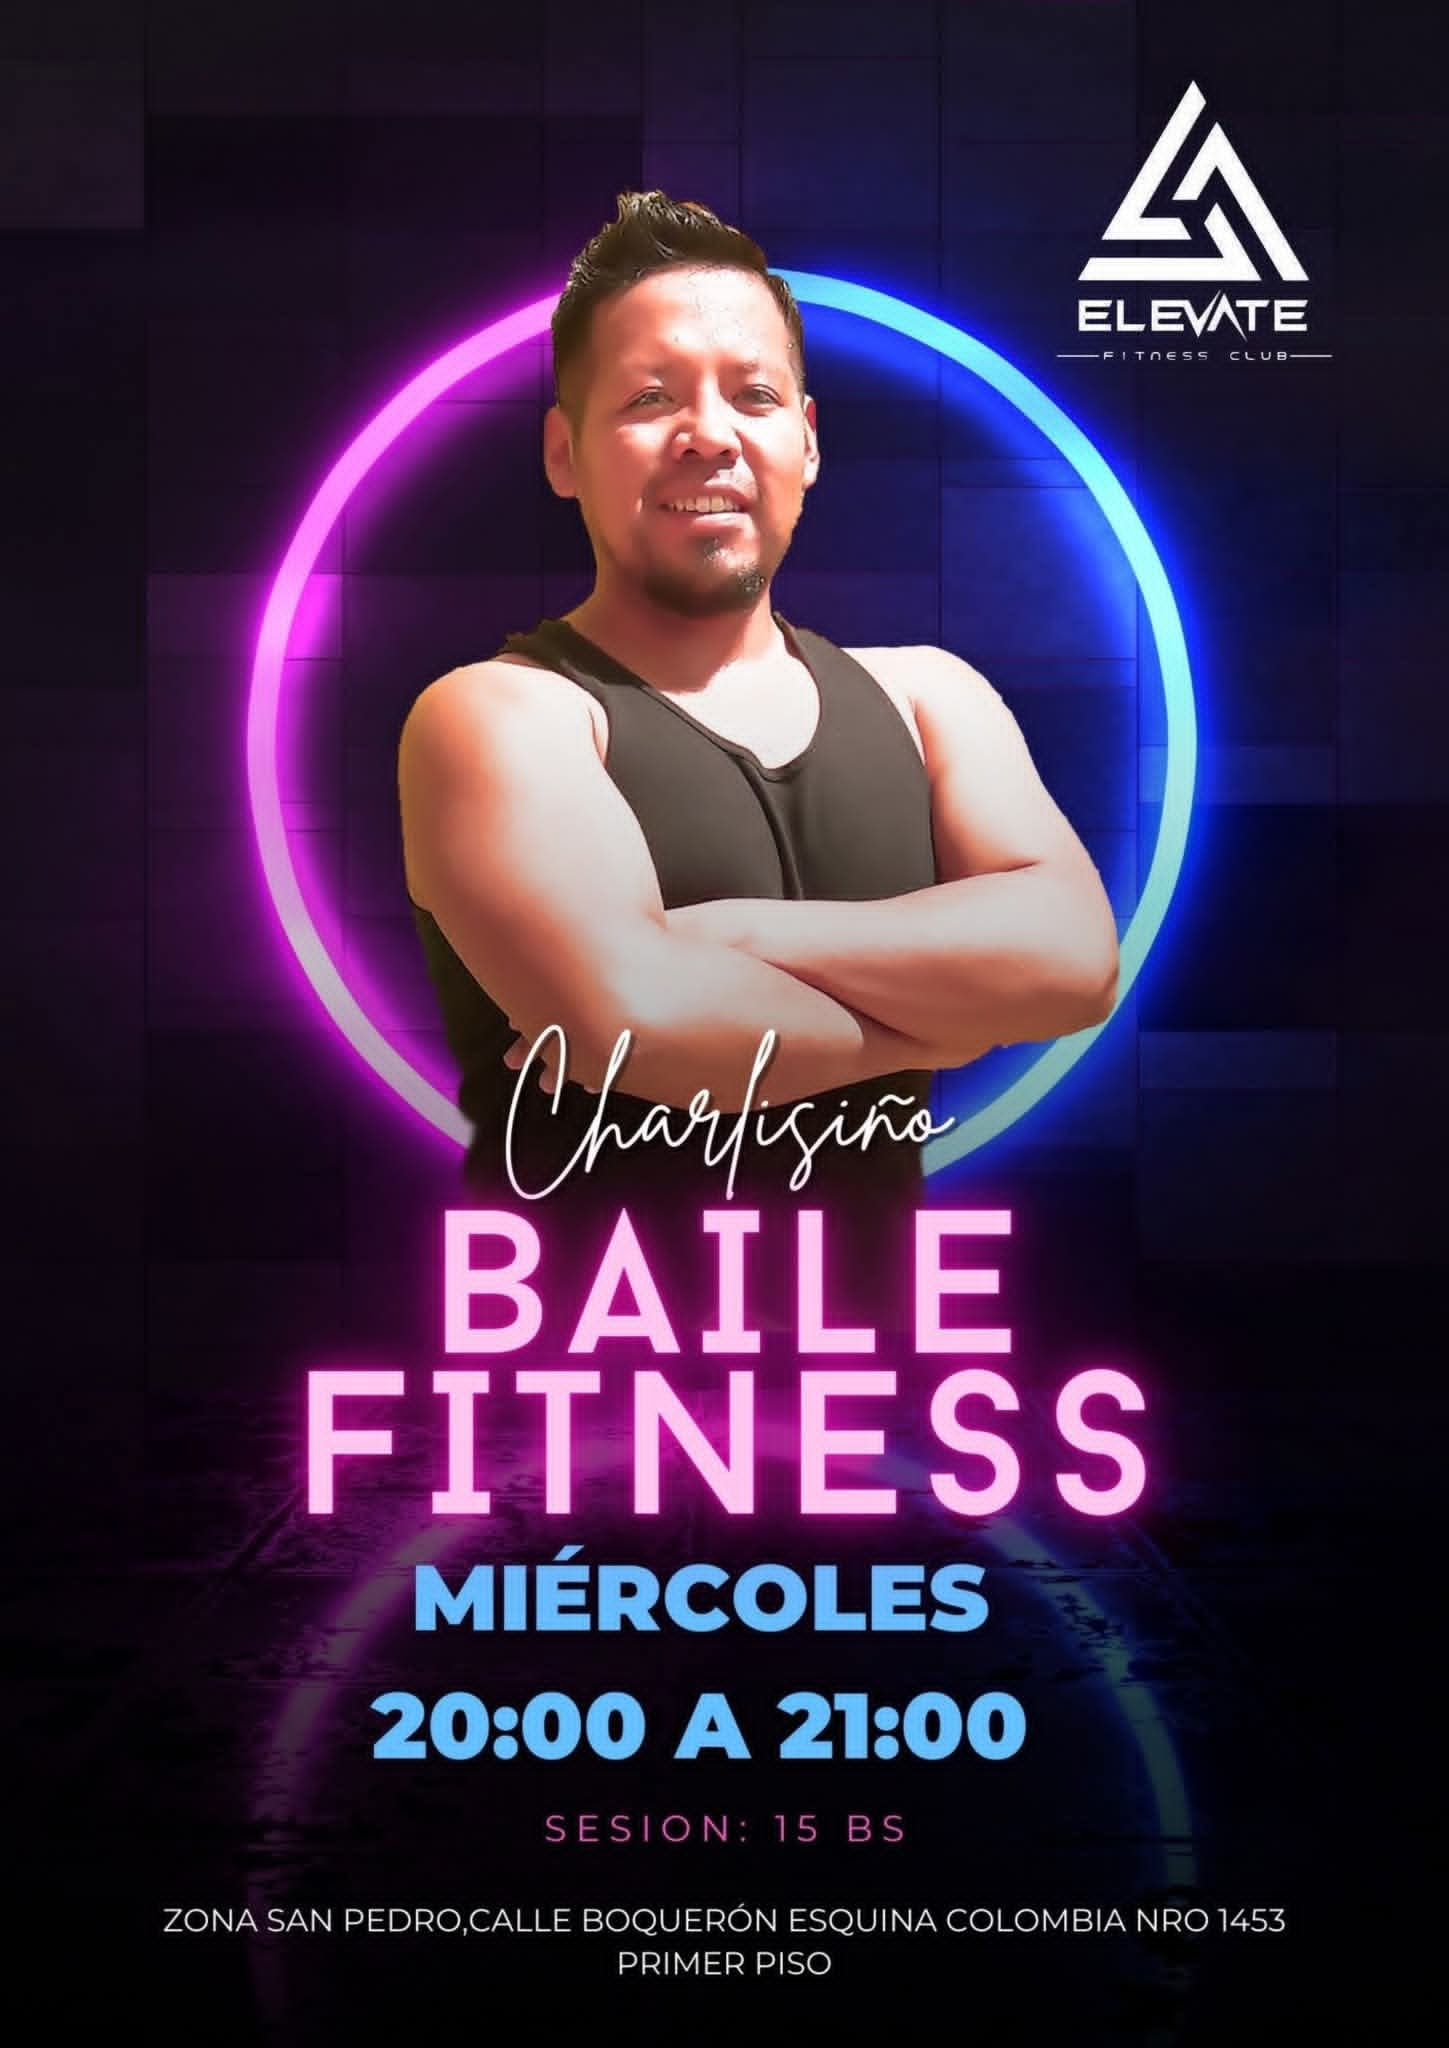 ELEVATE
FITNESS CLUB
Charlisiño
BAILE
FITNESS
MIÉRCOLES
20:00 A 21:00
SESION: 15 BS
ZONA SAN PEDRO,CALLE BOQUERÓN ESQUINA COLOMBIA NRO 1453
PRIMER PISO